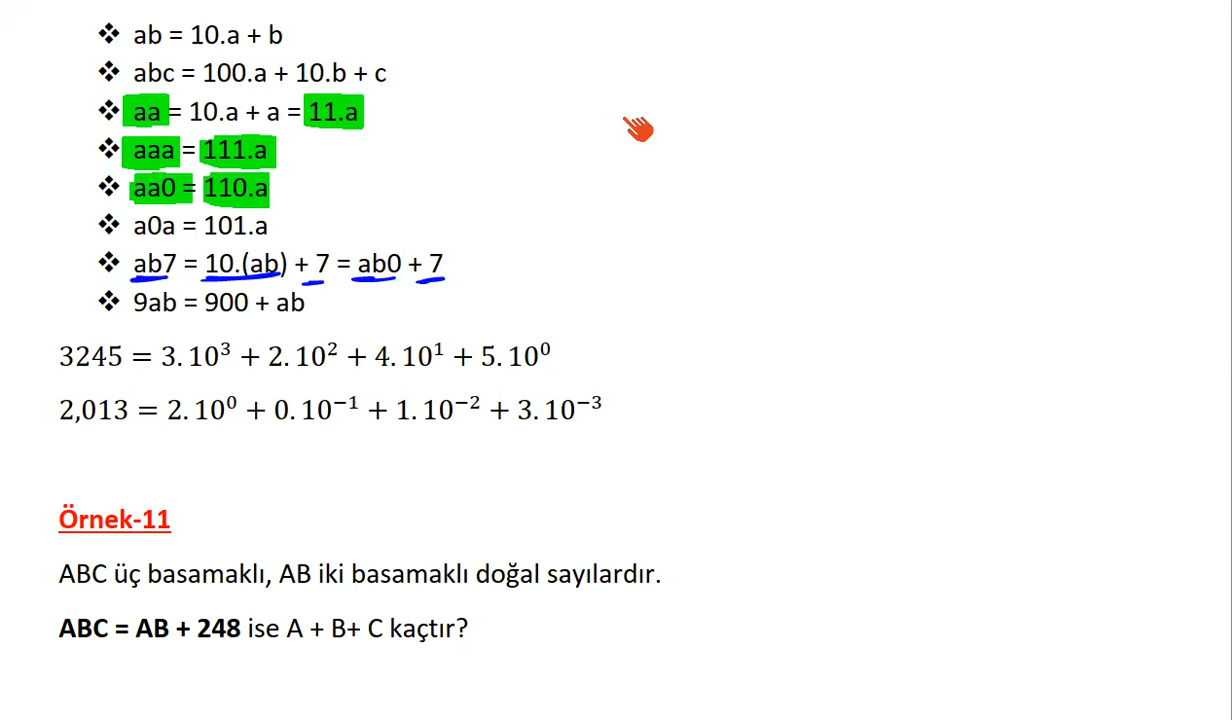 ❖ ab = 10.a + b
❖ abc = 100.a + 10.b + c
❖ aa = 10.a + a = 11.a
❖ aaa = 111.a
❖ aa0 = 110.a
❖ a0a = 101.a
❖ ab7 = 10.(ab) + 7 = ab0 + 7
❖ 9ab = 900 + ab
3245 = 3.10³ + 2.10² + 4.10¹ + 5.10⁰
2,013 = 2.10⁰ + 0.10⁻¹ + 1.10⁻² + 3.10⁻³
Örnek-11
ABC üç basamaklı, AB iki basamaklı doğal sayılardır.
ABC = AB + 248 ise A + B+ C kaçtır?